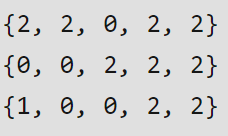 {2, 2, 0, 2, 2}
{0, 0, 2, 2, 2}
{1, 0, 0, 2, 2}